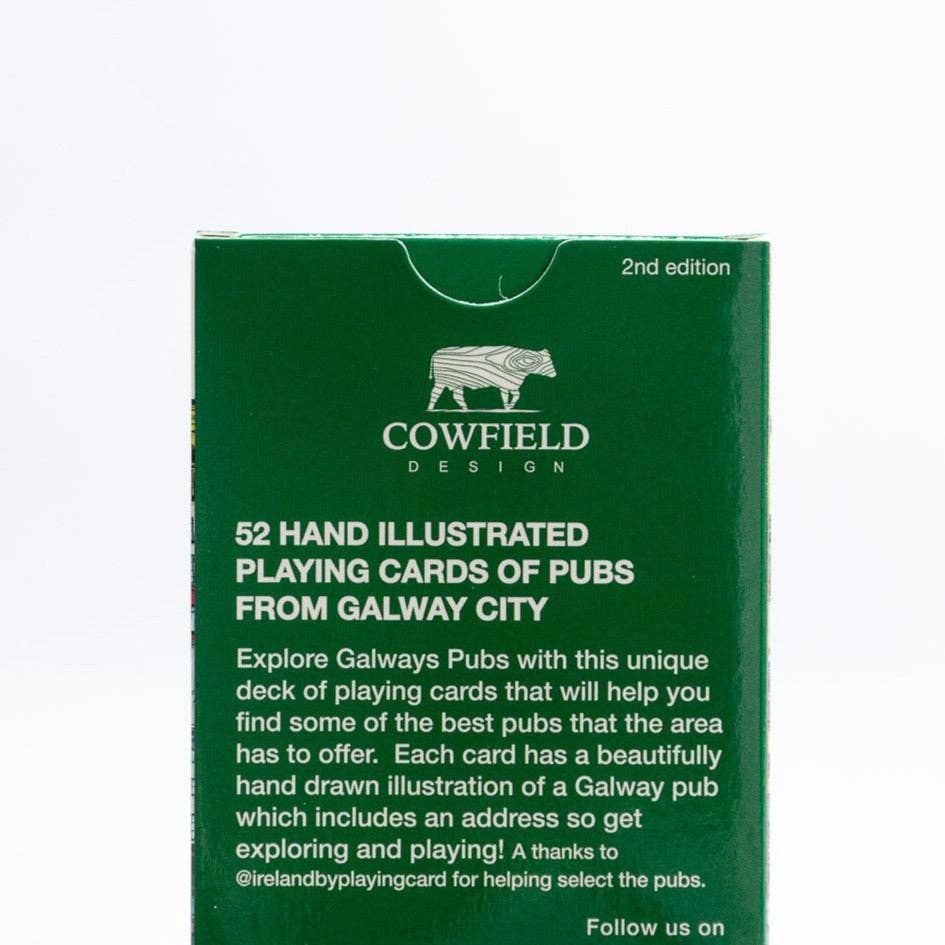 2nd edition
COWFIELD
DESIGN
52 HAND ILLUSTRATED
PLAYING CARDS OF PUBS
FROM GALWAY CITY
Explore Galways Pubs with this unique
deck of playing cards that will help you
find some of the best pubs that the area
has to offer.  Each card has a beautifully
hand drawn illustration of a Galway pub
which includes an address so get
exploring and playing! A thanks to
@irelandbyplayingcard for helping select the pubs.
Follow us on